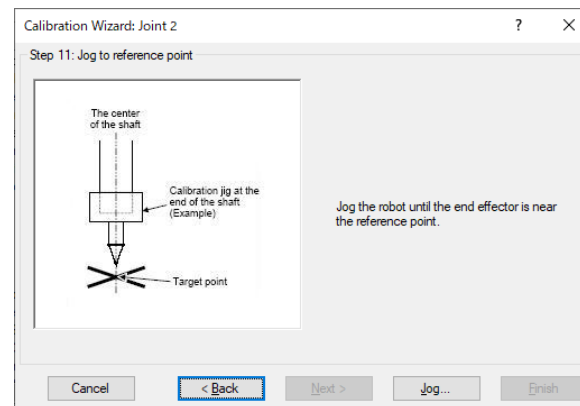 Calibration Wizard: Joint 2
?
Step 11: Jog to reference point
The center
of the shaft
Calibration jig at the
end of the shaft
(Example)
Target point
Jog the robot until the end effector is near
the reference point.
Cancel
< Back
Next >
Jog...
Finish